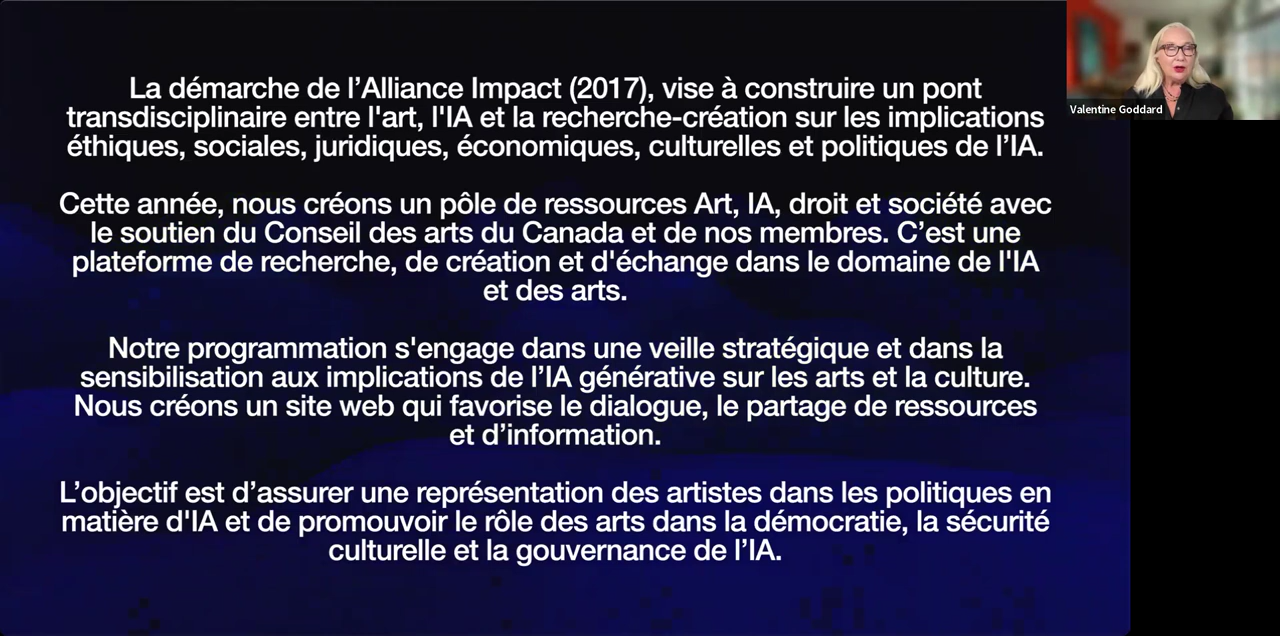 La démarche de l’Alliance Impact (2017), vise à construire un pont
transdisciplinaire entre l'art, l'IA et la recherche-création sur les implications
éthiques, sociales, juridiques, économiques, culturelles et politiques de l’IA.
Cette année, nous créons un pôle de ressources Art, IA, droit et société avec
le soutien du Conseil des arts du Canada et de nos membres. C’est une
plateforme de recherche, de création et d'échange dans le domaine de l'IA
et des arts.
Notre programmation s'engage dans une veille stratégique et dans la
sensibilisation aux implications de l’IA générative sur les arts et la culture.
Nous créons un site web qui favorise le dialogue, le partage de ressources
et d’information.
L’objectif est d’assurer une représentation des artistes dans les politiques en
matière d'IA et de promouvoir le rôle des arts dans la démocratie, la sécurité
culturelle et la gouvernance de l’IA.
Valentine Goddard